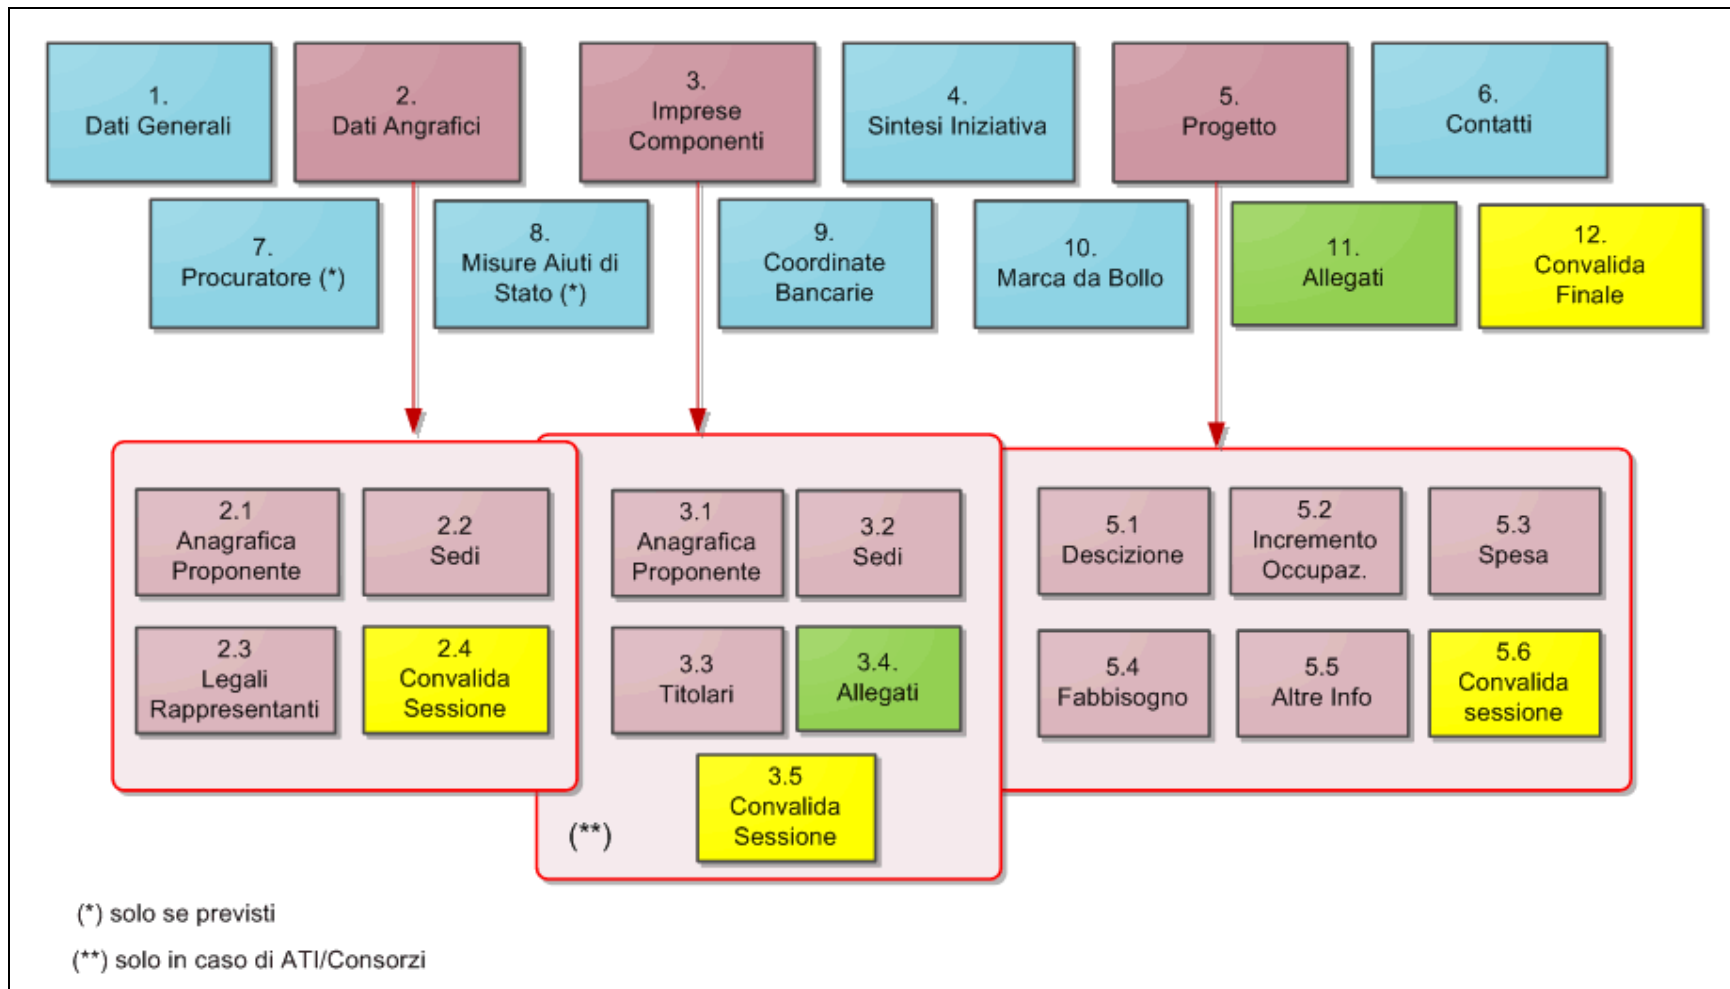 1.
Dati Generali
2.
Dati Angrafici
3.
Imprese
Componenti
4.
Sintesi Iniziativa
5.
Progetto
6.
Contatti
7.
Procuratore (*)
8.
Misure Aiuti di
Stato (*)
9.
Coordinate
Bancarie
10.
Marca da Bollo
11.
Allegati
12.
Convalida
Finale
2.1
Anagrafica
Proponente
2.2
Sedi
2.3
Legali
Rappresentanti
2.4
Convalida
Sessione
3.1
Anagrafica
Proponente
3.2
Sedi
3.3
Titolari
3.4.
Allegati
3.5
Convalida
Sessione
(**)
5.1
Descizione
5.2
Incremento
Occupaz.
5.3
Spesa
5.4
Fabbisogno
5.5
Altre Info
5.6
Convalida
sessione
(*) solo se previsti
(**) solo in caso di ATI/Consorzi